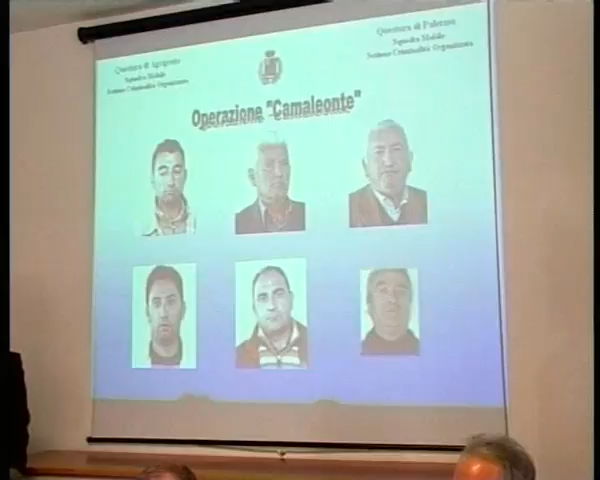 Questura di Agrigento
Squadra Mobile
Sezione Criminalità Organizzata
Questura di Palermo
Squadra Mobile
Sezione Criminalità Organizzata
Operazione "Camaleonte"